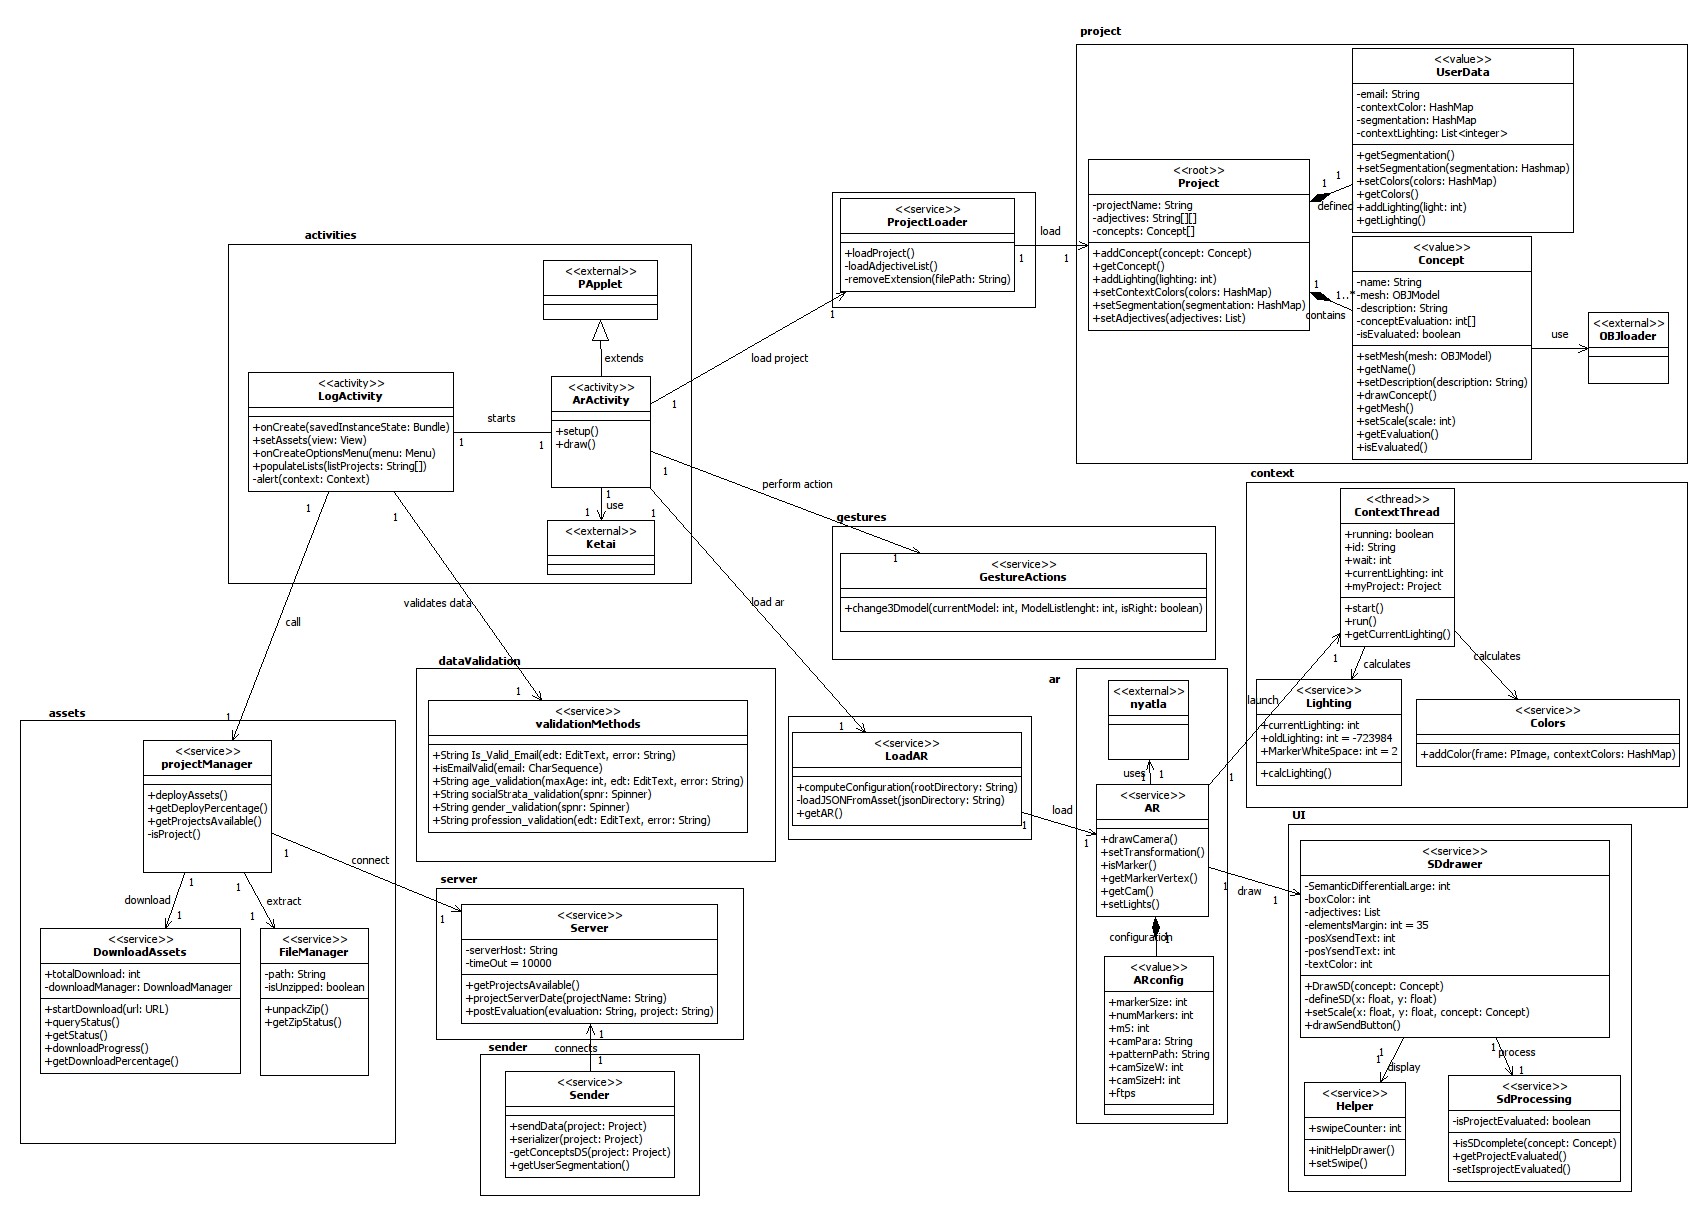 project
<<value>>
UserData
-email: String
-contextColor: HashMap
-segmentation: HashMap
-contextLighting: List<integer>
+getSegmentation()
+setSegmentation(segmentation: Hashmap)
+setColors(colors: HashMap)
+getColors()
+addLighting(light: int)
+getLighting()
<<root>>
Project
-projectName: String
-adjectives: String[][]
-concepts: Concept[]
+addConcept(concept: Concept)
+getConcept()
+addLighting(lighting: int)
+setContextColors(colors: HashMap)
+setSegmentation(segmentation: HashMap)
+setAdjectives(adjectives: List)
1
1
defined
1
1..*
contains
<<value>>
Concept
-name: String
-mesh: OBJModel
-description: String
-conceptEvaluation: int[]
-isEvaluated: boolean
+setMesh(mesh: OBJModel)
+getName()
+setDescription(description: String)
+drawConcept()
+getMesh()
+setScale(scale: int)
+getEvaluation()
+isEvaluated()
use
<<external>>
OBJloader
<<service>>
ProjectLoader
+loadProject()
-loadAdjectiveList()
-removeExtension(filePath: String)
load
1
1
activities
<<external>>
PApplet
extends
<<activity>>
LogActivity
+onCreate(savedInstanceState: Bundle)
+setAssets(view: View)
+onCreateOptionsMenu(menu: Menu)
+populateLists(listProjects: String[])
-alert(context: Context)
starts
1
1
<<activity>>
ArActivity
+setup()
+draw()
1
use
1
<<external>>
Ketai
1
load project
1
1
perform action
1
1
load ar
1
1
call
1
1
validates data
1
gestures
<<service>>
GestureActions
+change3Dmodel(currentModel: int, ModelListlenght: int, isRight: boolean)
context
<<thread>>
ContextThread
+running: boolean
+id: String
+wait: int
+currentLighting: int
+myProject: Project
+start()
+run()
+getCurrentLighting()
calculates
calculates
<<service>>
Lighting
+currentLighting: int
+oldLighting: int = -723984
+MarkerWhiteSpace: int = 2
+calcLighting()
<<service>>
Colors
+addColor(frame: PImage, contextColors: HashMap)
1
launch
1
dataValidation
<<service>>
validationMethods
+String Is_Valid_Email(edt: EditText, error: String)
+isEmailValid(email: CharSequence)
+String age_validation(maxAge: int, edt: EditText, error: String)
+String socialStrata_validation(spnr: Spinner)
+String gender_validation(spnr: Spinner)
+String profession_validation(edt: EditText, error: String)
assets
<<service>>
projectManager
+deployAssets()
+getDeployPercentage()
+getProjectsAvailable()
-isProject()
1
connect
1
1
download
1
1
extract
1
<<service>>
DownloadAssets
+totalDownload: int
-downloadManager: DownloadManager
+startDownload(url: URL)
+queryStatus()
+getStatus()
+downloadProgress()
+getDownloadPercentage()
<<service>>
FileManager
-path: String
-isUnzipped: boolean
+unpackZip()
+getZipStatus()
<<service>>
LoadAR
+computeConfiguration(rootDirectory: String)
-loadJSONFromAsset(jsonDirectory: String)
+getAR()
1
load
1
ar
<<external>>
nyatla
uses
1
1
<<service>>
AR
+drawCamera()
+setTransformation()
+isMarker()
+getMarkerVertex()
+getCam()
+setLights()
configuration
1
<<value>>
ARconfig
+markerSize: int
+numMarkers: int
+mS: int
+camPara: String
+patternPath: String
+camSizeW: int
+camSizeH: int
+ftps
1
draw
1
UI
<<service>>
SDdrawer
-SemanticDifferentialLarge: int
-boxColor: int
-adjectives: List
-elementsMargin: int = 35
-posXsendText: int
-posYsendText: int
-textColor: int
+DrawSD(concept: Concept)
-defineSD(x: float, y: float)
+setScale(x: float, y: float, concept: Concept)
+drawSendButton()
1
1
display
1
process
1
<<service>>
Helper
+swipeCounter: int
+initHelpDrawer()
+setSwipe()
<<service>>
SdProcessing
-isProjectEvaluated: boolean
+isSDcomplete(concept: Concept)
+getProjectEvaluated()
-setIsprojectEvaluated()
server
<<service>>
Server
-serverHost: String
-timeOut = 10000
+getProjectsAvailable()
+projectServerDate(projectName: String)
+postEvaluation(evaluation: String, project: String)
1
connects
1
sender
<<service>>
Sender
+sendData(project: Project)
+serializer(project: Project)
-getConceptsDS(project: Project)
+getUserSegmentation()